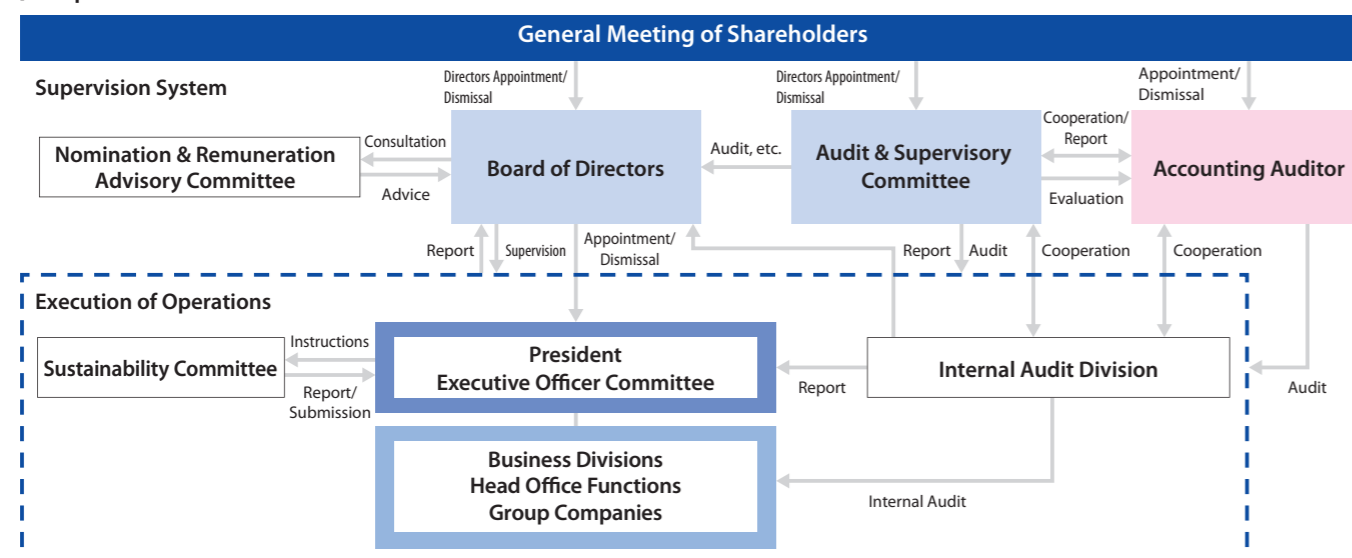 General Meeting of Shareholders
Supervision System
Directors Appointment/
Dismissal
Directors Appointment/
Dismissal
Appointment/
Dismissal
Nomination & Remuneration
Advisory Committee
Consultation
Advice
Board of Directors
Audit, etc.
Audit & Supervisory
Committee
Cooperation/
Report
Evaluation
Accounting Auditor
Report
Supervision
Appointment/
Dismissal
Report
Audit
Cooperation
Cooperation
Execution of Operations
Sustainability Committee
Instructions
Report/
Submission
President
Executive Officer Committee
Report
Internal Audit Division
Audit
Business Divisions
Head Office Functions
Group Companies
Internal Audit